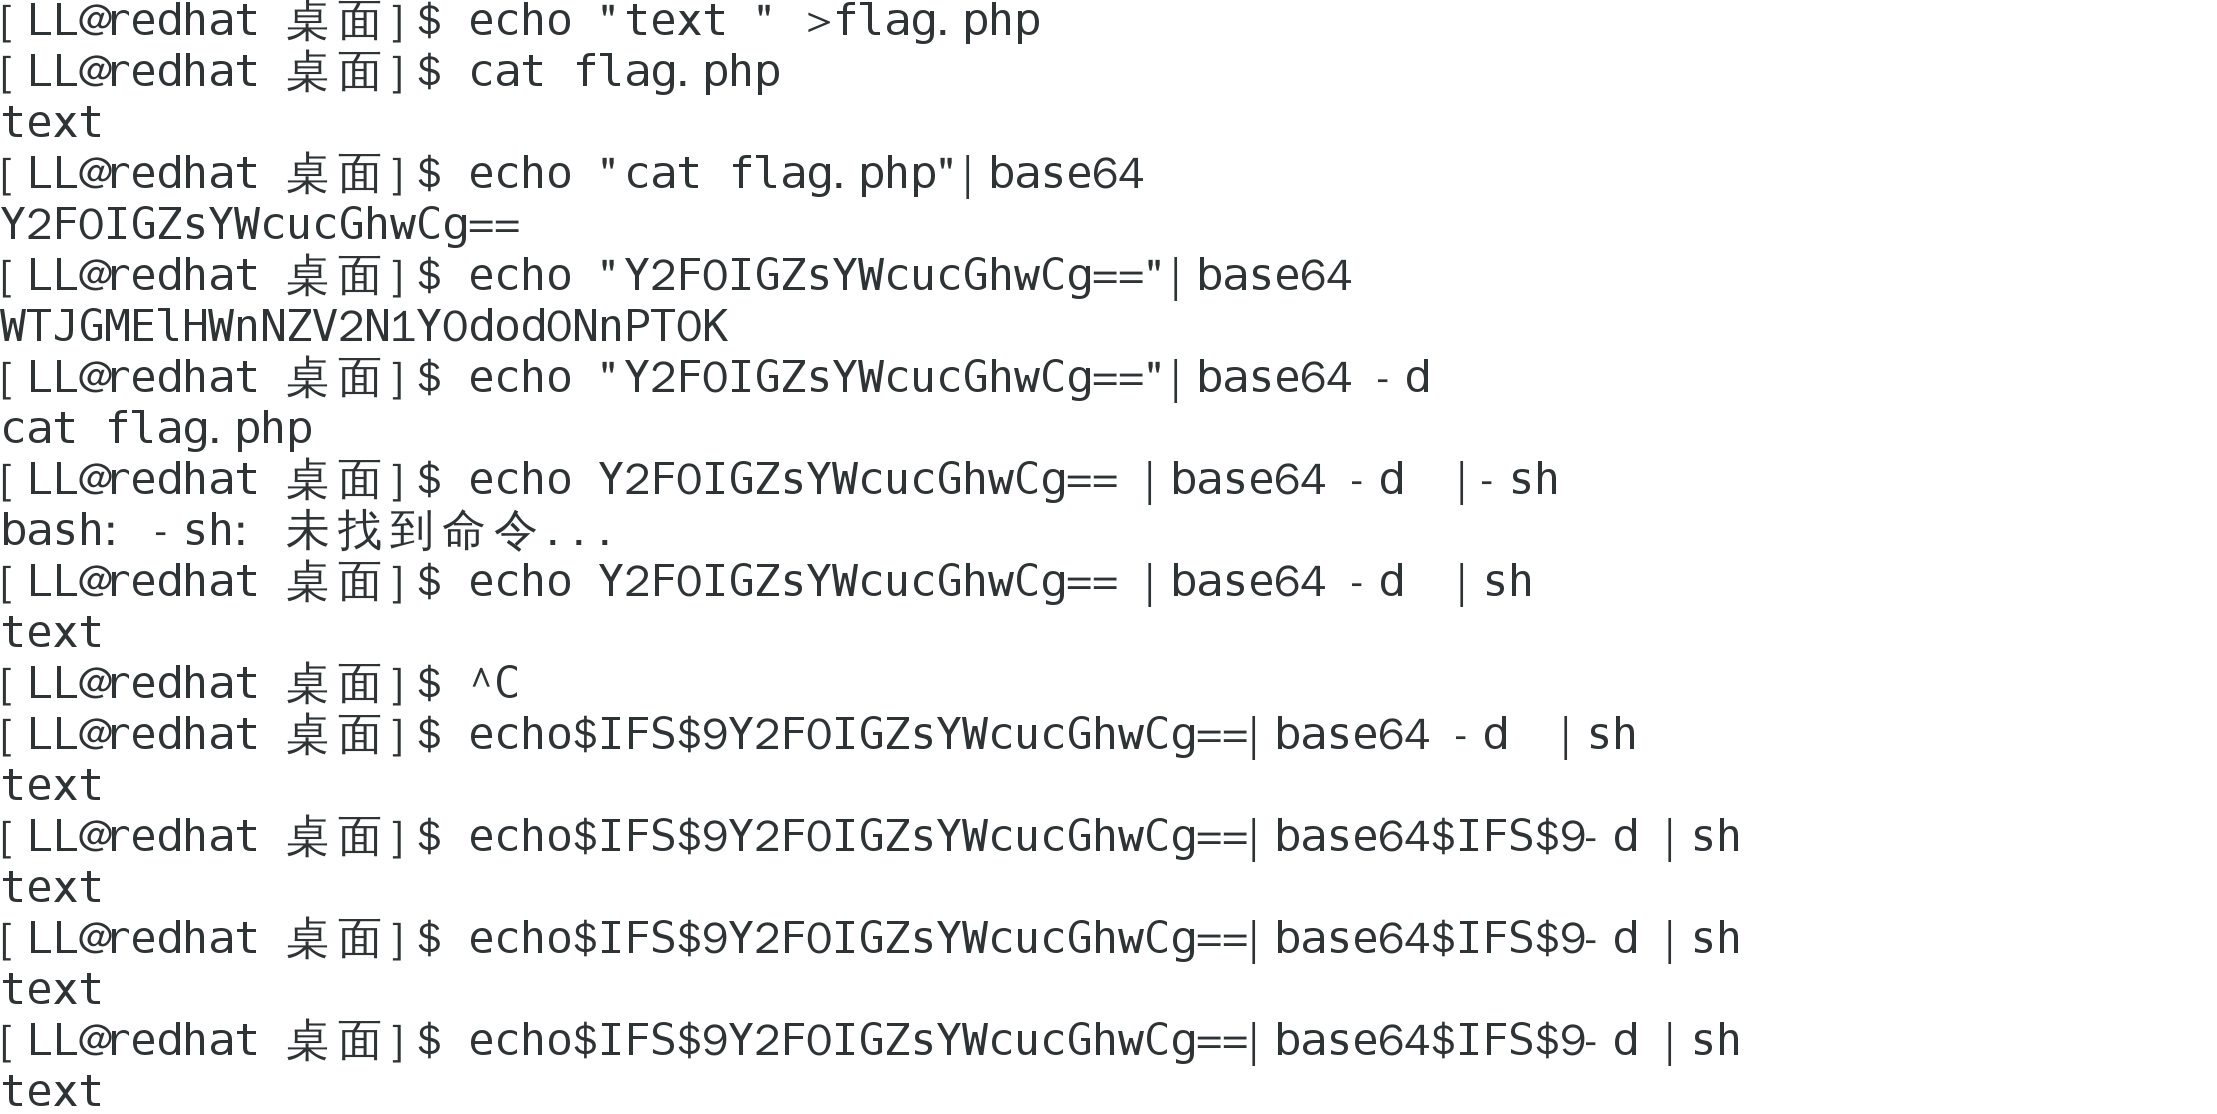 [LL@redhat 桌面]$ echo "text " >flag.php
[LL@redhat 桌面]$ cat flag.php
text
[LL@redhat 桌面]$ echo "cat flag.php"|base64
Y2F0IGZsYWcucGhwCg==
[LL@redhat 桌面]$ echo "Y2F0IGZsYWcucGhwCg=="|base64
WTJGMElHWnNZV2N1Y0dod0NnPT0K
[LL@redhat 桌面]$ echo "Y2F0IGZsYWcucGhwCg=="|base64 -d
cat flag.php
[LL@redhat 桌面]$ echo Y2F0IGZsYWcucGhwCg== |base64 -d  |-sh
bash: -sh: 未找到命令...
[LL@redhat 桌面]$ echo Y2F0IGZsYWcucGhwCg== |base64 -d  |sh
text
[LL@redhat 桌面]$ ^C
[LL@redhat 桌面]$ echo$IFS$9Y2F0IGZsYWcucGhwCg==|base64 -d  |sh
text
[LL@redhat 桌面]$ echo$IFS$9Y2F0IGZsYWcucGhwCg==|base64$IFS$9-d |sh
text
[LL@redhat 桌面]$ echo$IFS$9Y2F0IGZsYWcucGhwCg==|base64$IFS$9-d |sh
text
[LL@redhat 桌面]$ echo$IFS$9Y2F0IGZsYWcucGhwCg==|base64$IFS$9-d |sh
text